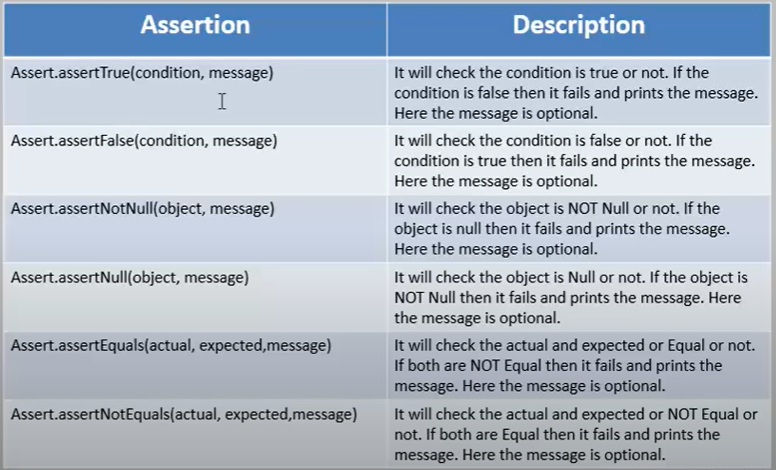 Assertion
Description
Assert.assertTrue(condition, message)
It will check the condition is true or not. If the
condition is false then it fails and prints the message.
Here the message is optional.
Assert.assertFalse(condition, message)
It will check the condition is false or not. If the
condition is true then it fails and prints the message.
Here the message is optional.
Assert.assertNotNull(object, message)
It will check the object is NOT Null or not. If the
object is null then it fails and prints the message.
Here the message is optional.
Assert.assertNull(object, message)
It will check the object is Null or not. If the object is
NOT Null then it fails and prints the message. Here
the message is optional.
Assert.assertEquals(actual, expected,message)
It will check the actual and expected or Equal or not.
If both are NOT Equal then it fails and prints the
message. Here the message is optional.
Assert.assertNotEquals(actual, expected,message)
It will check the actual and expected or NOT Equal or
not. If both are Equal then it fails and prints the
message. Here the message is optional.